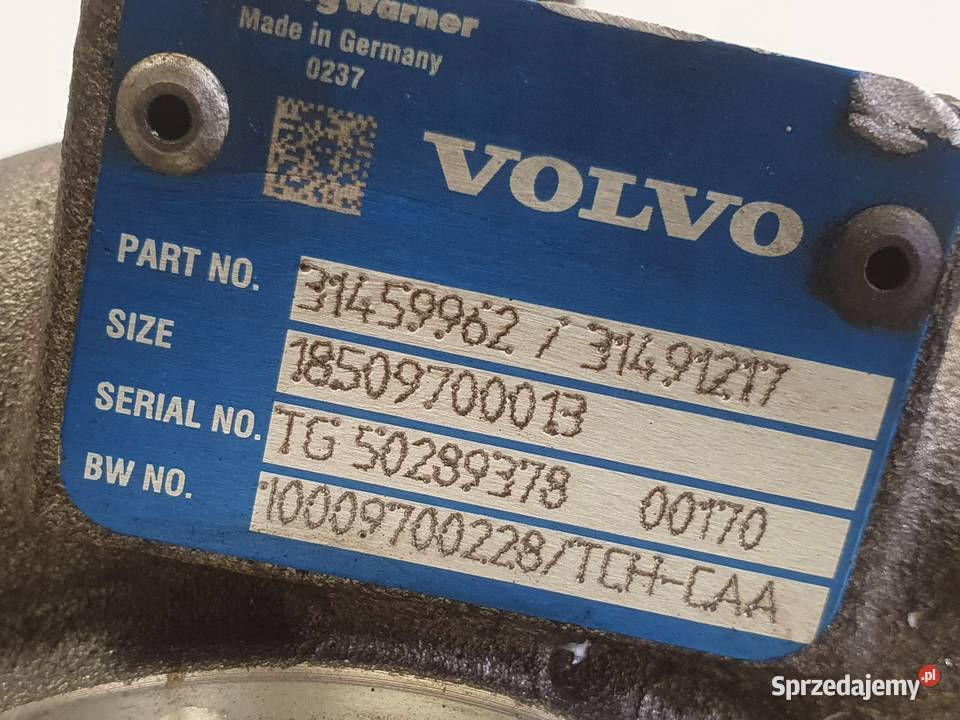 BorgWarner
Made in Germany
0237
VOLVO
PART NO. 31459962 / 31491217
SIZE 18509700013
SERIAL NO. TG 50289378 00170
BW NO. 10009700228/TCH-CAA
Sprzedajemy.pl